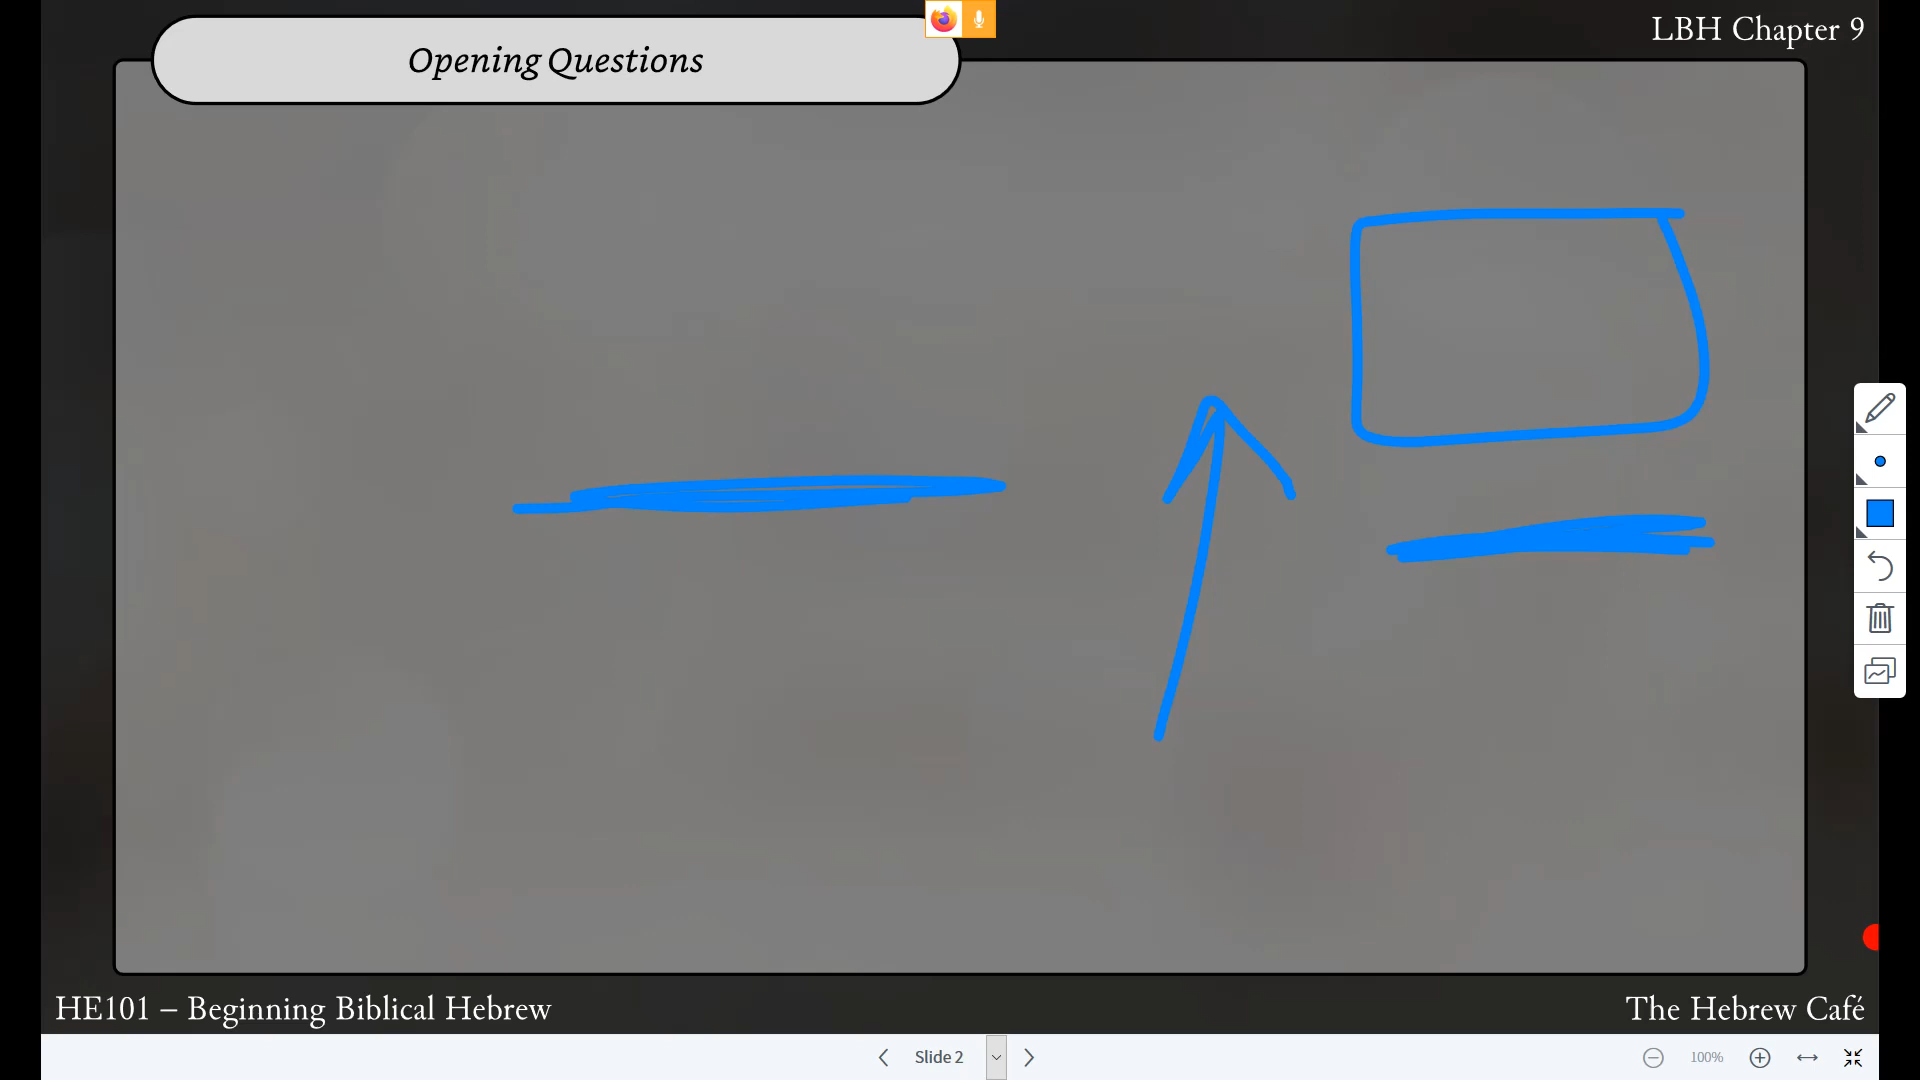 LBH Chapter 9
Opening Questions
HE101 – Beginning Biblical Hebrew
The Hebrew Café
Slide 2
100%